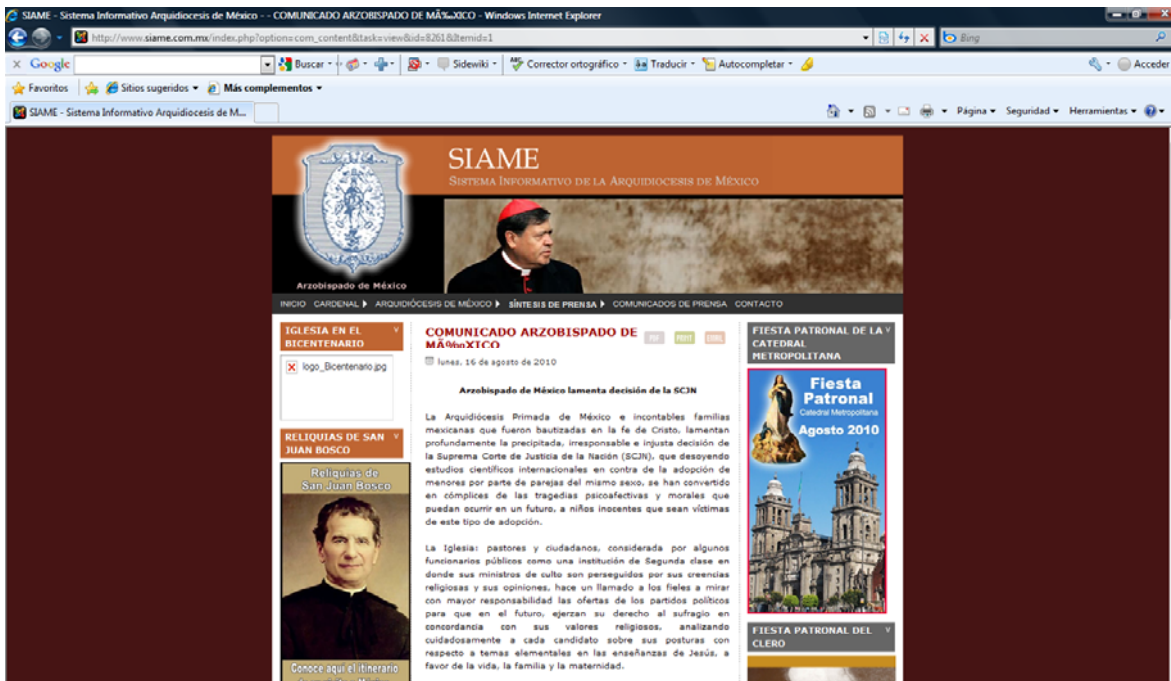 SIAME - Sistema Informativo Arquidiocesis de México - - COMUNICADO ARZOBISPADO DE MÃ‰XICO - Windows Internet Explorer
http://www.siame.com.mx/index.php?option=com_content&task=view&id=8261&Itemid=1
Bing
x Google
Buscar
Sidewiki
Corrector ortográfico
Traducir
Autocompletar
Acceder
Favoritos
Sitios sugeridos
Más complementos
SIAME - Sistema Informativo Arquidiocesis de M...
Página
Seguridad
Herramientas
SIAME
SISTEMA INFORMATIVO DE LA ARQUIDIOCESIS DE MÉXICO
Arzobispado de México
INICIO CARDENAL ARQUIDIÓCESIS DE MÉXICO SÍNTESIS DE PRENSA COMUNICADOS DE PRENSA CONTACTO
IGLESIA EN EL
BICENTENARIO
logo_Bicentenario.jpg
RELIQUIAS DE SAN
JUAN BOSCO
Reliquias de
San Juan Bosco
Conoce aquí el itinerario
COMUNICADO ARZOBISPADO DE
MÃ‰XICO
PDF PRINT EMAIL
lunes, 16 de agosto de 2010
Arzobispado de México lamenta decisión de la SCJN
La Arquidiócesis Primada de México e incontables familias
mexicanas que fueron bautizadas en la fe de Cristo, lamentan
profundamente la precipitada, irresponsable e injusta decisión de
la Suprema Corte de Justicia de la Nación (SCJN), que desoyendo
estudios científicos internacionales en contra de la adopción de
menores por parte de parejas del mismo sexo, se han convertido
en cómplices de las tragedias psicoafectivas y morales que
puedan ocurrir en un futuro, a niños inocentes que sean víctimas
de este tipo de adopción.
La Iglesia: pastores y ciudadanos, considerada por algunos
funcionarios públicos como una institución de Segunda clase en
donde sus ministros de culto son perseguidos por sus creencias
religiosas y sus opiniones, hace un llamado a los fieles a mirar
con mayor responsabilidad las ofertas de los partidos políticos
para que en el futuro, ejerzan su derecho al sufragio en
concordancia con sus valores religiosos, analizando
cuidadosamente a cada candidato sobre sus posturas con
respecto a temas elementales en las enseñanzas de Jesús, a
favor de la vida, la familia y la maternidad.
FIESTA PATRONAL DE LA
CATEDRAL
METROPOLITANA
Fiesta
Patronal
Catedral Metropolitana
Agosto 2010
FIESTA PATRONAL DEL
CLERO